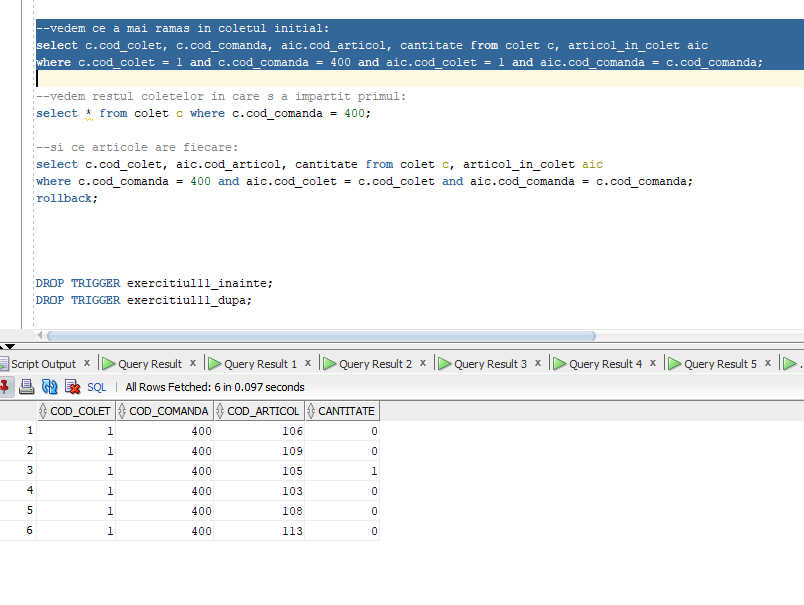 --vedem ce a mai ramas in coletul initial:
select c.cod_colet, c.cod_comanda, aic.cod_articol, cantitate from colet c, articol_in_colet aic
where c.cod_colet = 1 and c.cod_comanda = 400 and aic.cod_colet = 1 and aic.cod_comanda = c.cod_comanda;
--vedem restul coletelor in care s a impartit primul:
select * from colet c where c.cod_comanda = 400;
--si ce articole are fiecare:
select c.cod_colet, aic.cod_articol, cantitate from colet c, articol_in_colet aic
where c.cod_comanda = 400 and aic.cod_colet = c.cod_colet and aic.cod_comanda = c.cod_comanda;
rollback;
DROP TRIGGER exercitiul11_inainte;
DROP TRIGGER exercitiul11_dupa;
Script Output x Query Result x Query Result 1 x Query Result 2 x Query Result 3 x Query Result 4 x Query Result 5 x
SQL | All Rows Fetched: 6 in 0.097 seconds
COD_COLET COD_COMANDA COD_ARTICOL CANTITATE
1 1 400 106 0
2 1 400 109 0
3 1 400 105 1
4 1 400 103 0
5 1 400 108 0
6 1 400 113 0